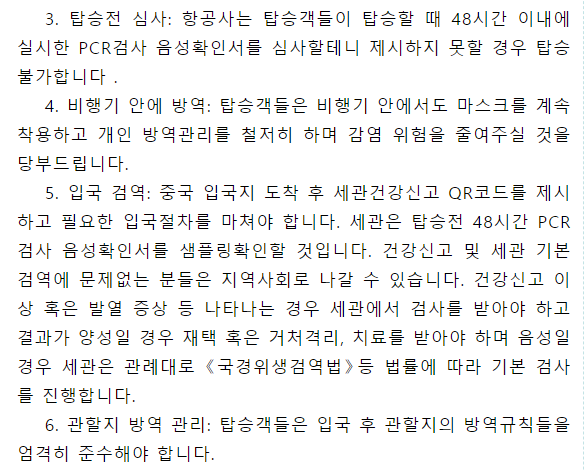 3. 탑승전 심사: 항공사는 탑승객들이 탑승할 때 48시간 이내에
실시한 PCR검사 음성확인서를 심사할테니 제시하지 못할 경우 탑승
불가합니다 .
4. 비행기 안에 방역: 탑승객들은 비행기 안에서도 마스크를 계속
착용하고 개인 방역관리를 철저히 하며 감염 위험을 줄여주실 것을
당부드립니다.
5. 입국 검역: 중국 입국지 도착 후 세관건강신고 QR코드를 제시
하고 필요한 입국절차를 마쳐야 합니다. 세관은 탑승전 48시간 PCR
검사 음성확인서를 샘플링확인할 것입니다. 건강신고 및 세관 기본
검역에 문제없는 분들은 지역사회로 나갈 수 있습니다. 건강신고 이
상 혹은 발열 증상 등 나타나는 경우 세관에서 검사를 받아야 하고
결과가 양성일 경우 재택 혹은 거처격리, 치료를 받아야 하며 음성일
경우 세관은 관례대로 《국경위생검역법》등 법률에 따라 기본 검사
를 진행합니다.
6. 관할지 방역 관리: 탑승객들은 입국 후 관할지의 방역규칙들을
엄격히 준수해야 합니다.